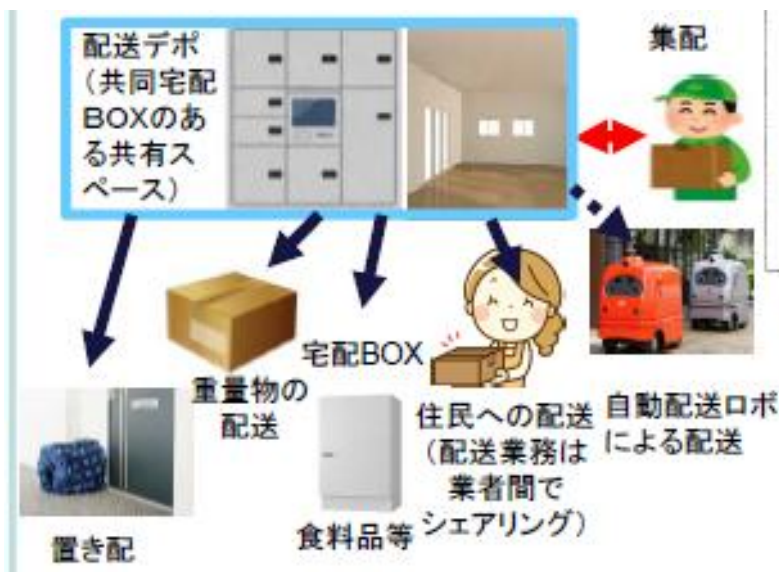 配送デポ
（共同宅配
BOXのあ
る共有ス
ペース）
集配
宅配BOX
重量物の
配送
住民への配送
（配送業務は
業者間で
シェアリング）
自動配送ロボ
による配送
食料品等
置き配